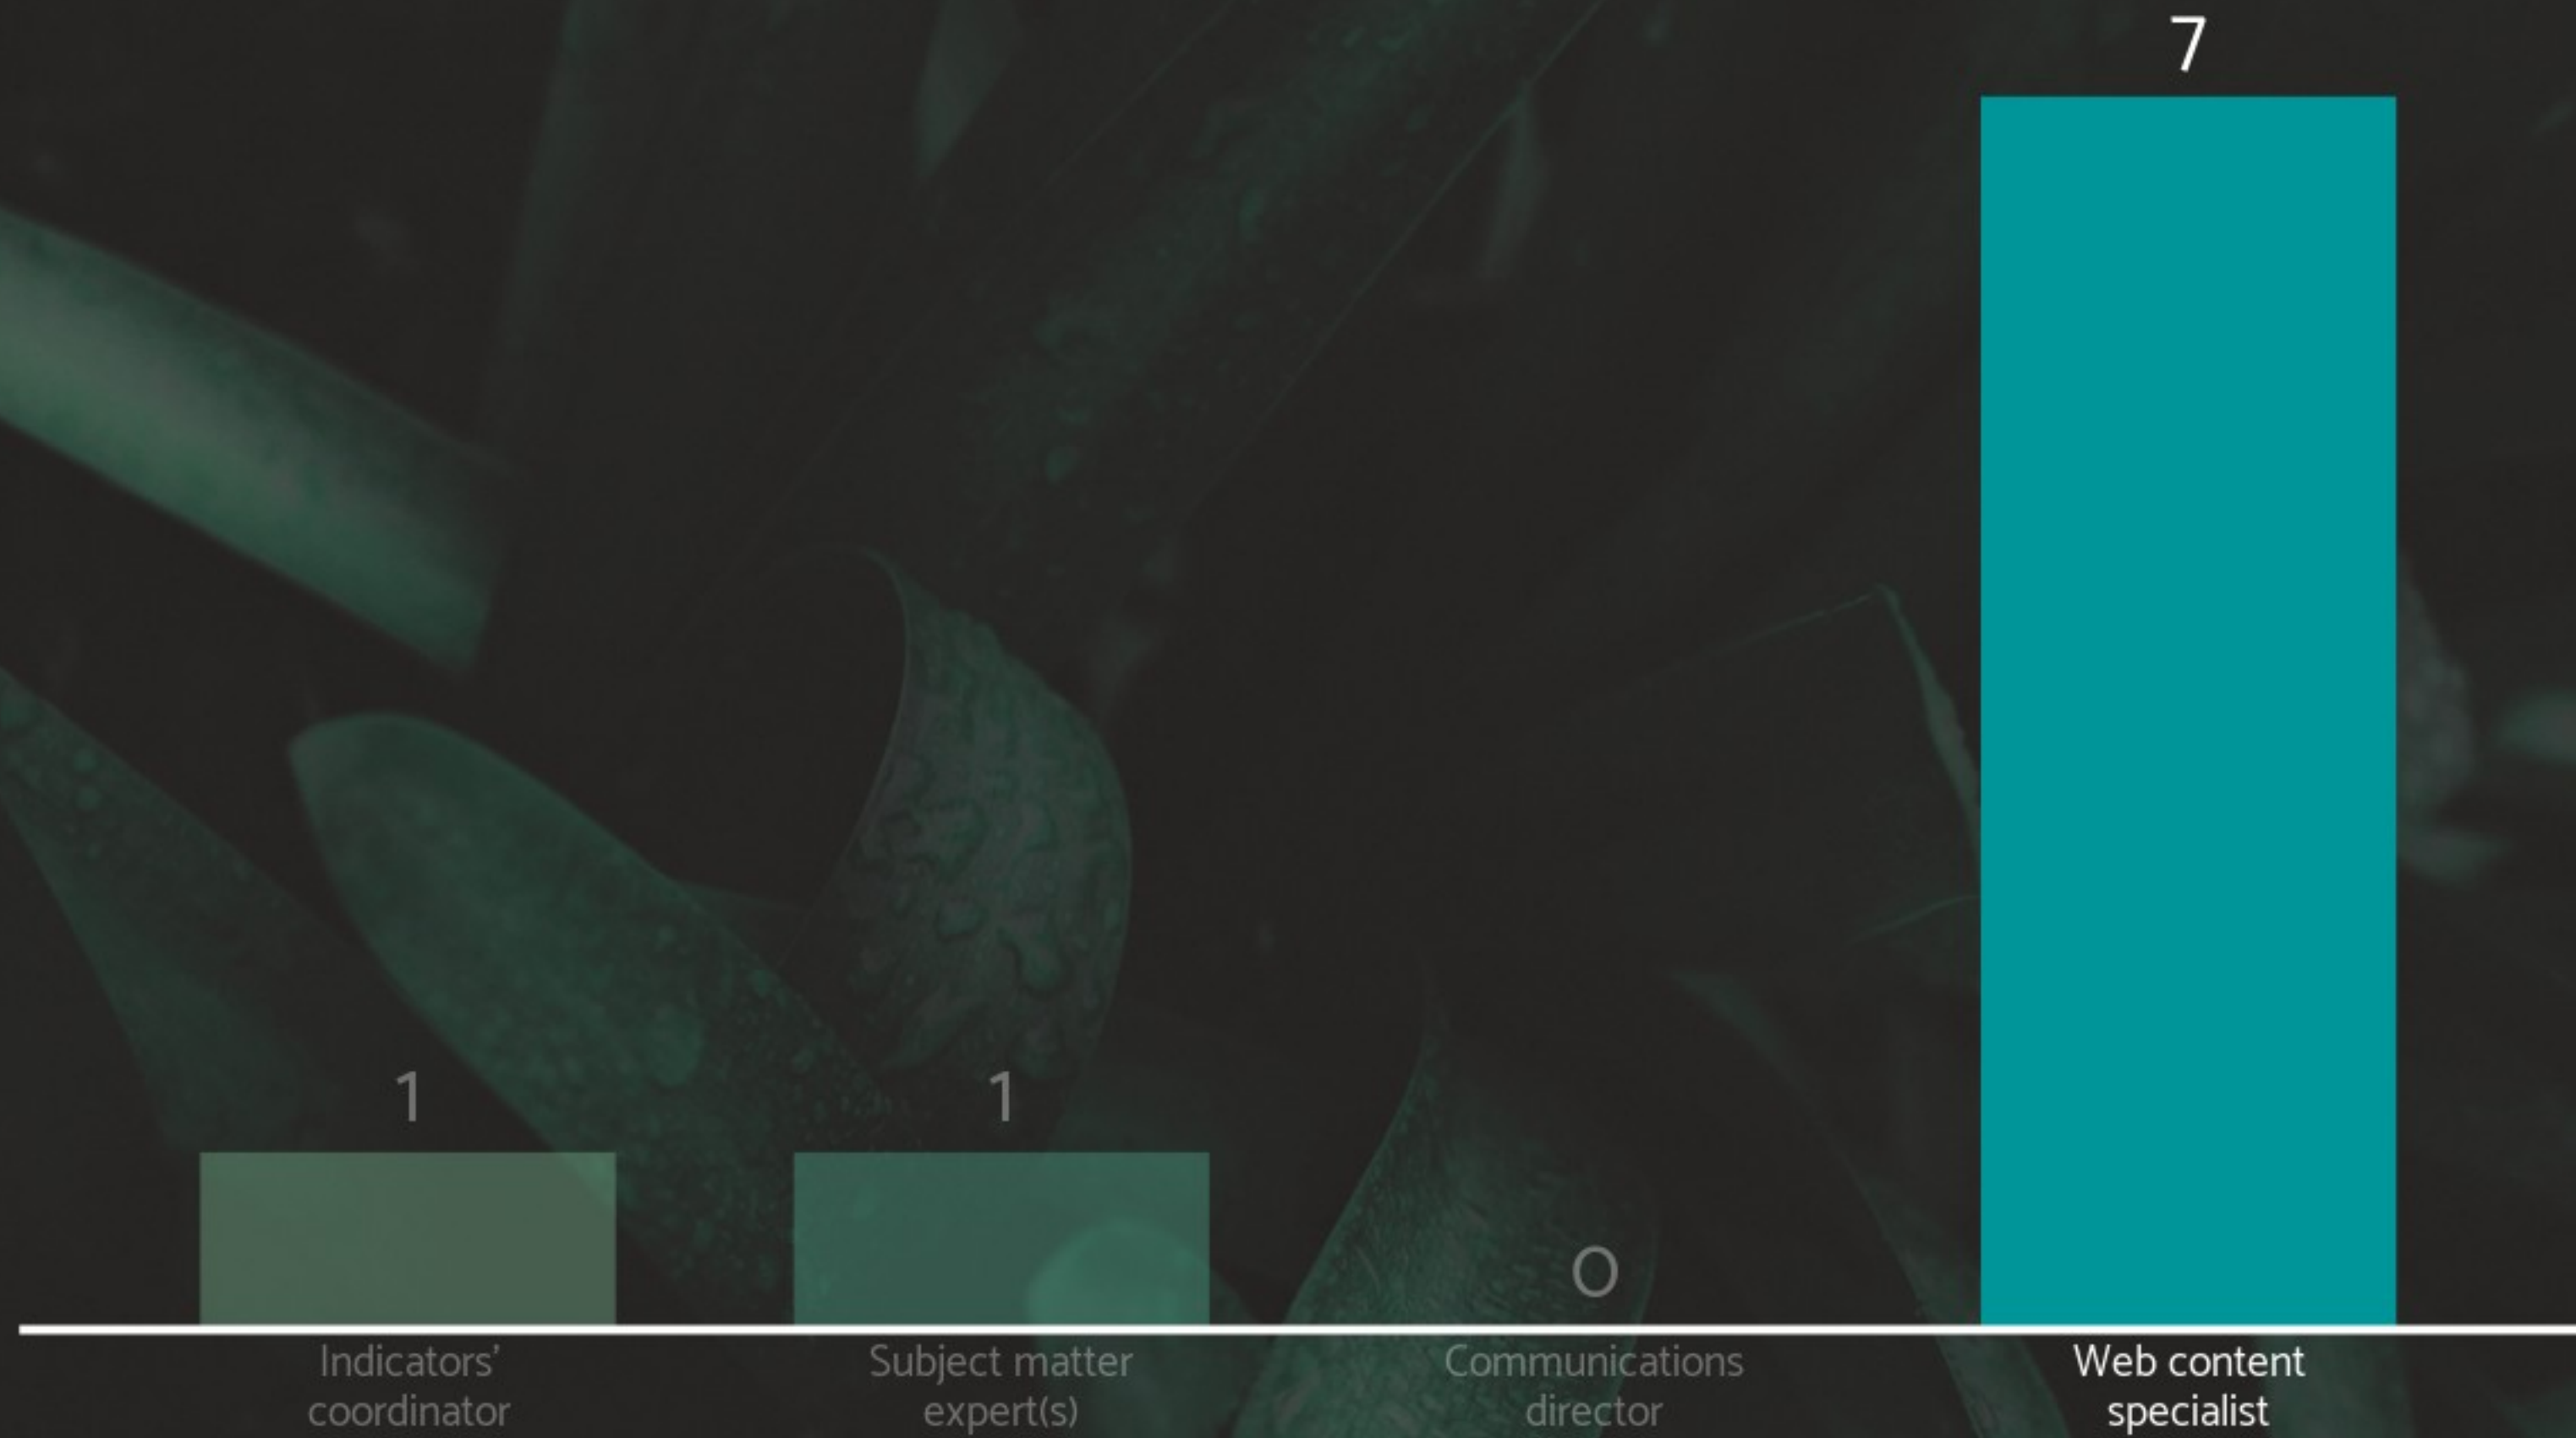 7
1
1
0
Indicators’
coordinator
Subject matter
expert(s)
Communications
director
Web content
specialist